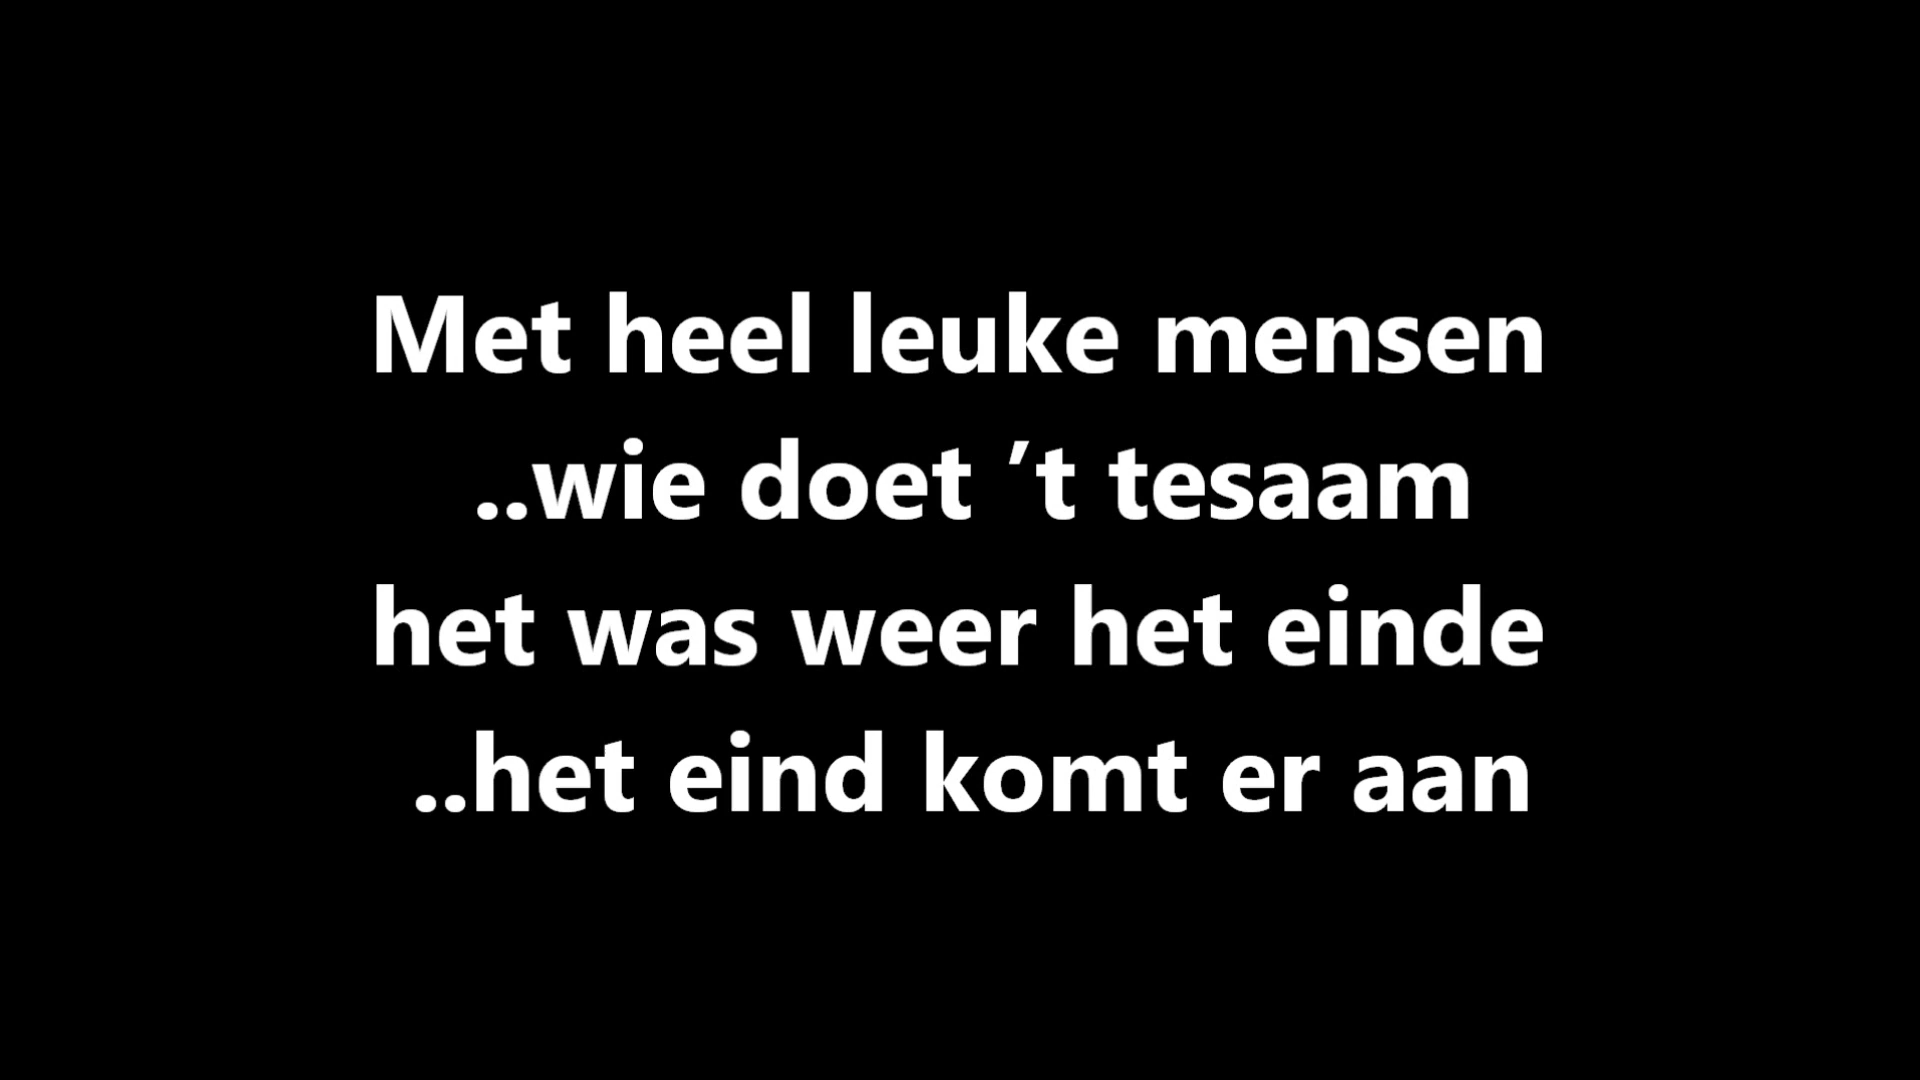 Met heel leuke mensen
..wie doet ’t tesaam
het was weer het einde
..het eind komt er aan